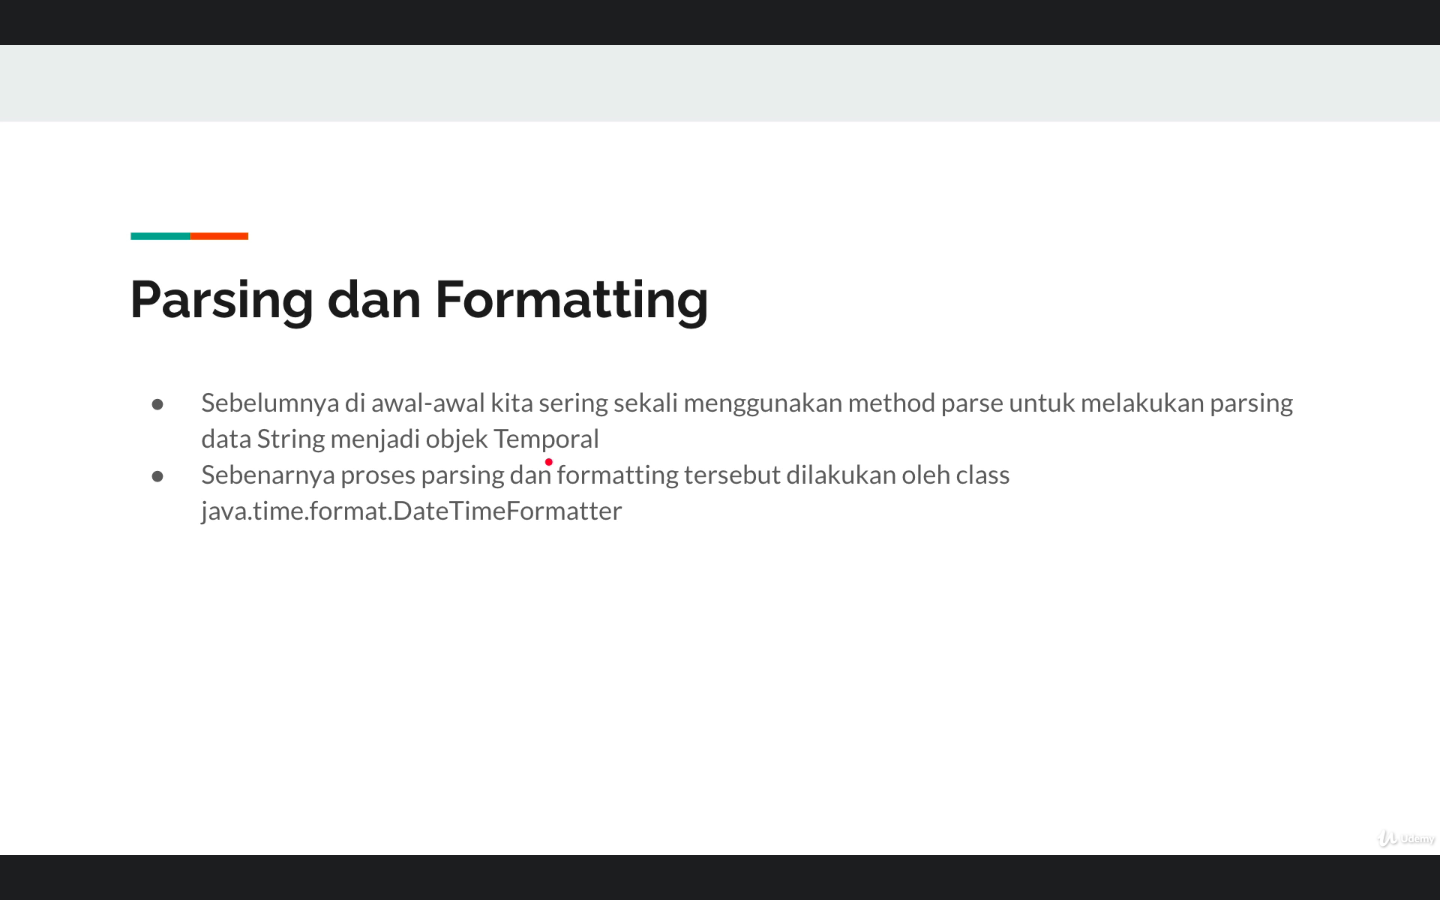 Parsing dan Formatting
● Sebelumnya di awal-awal kita sering sekali menggunakan method parse untuk melakukan parsing
data String menjadi objek Temporal
● Sebenarnya proses parsing dan formatting tersebut dilakukan oleh class
java.time.format.DateTimeFormatter
Udemy